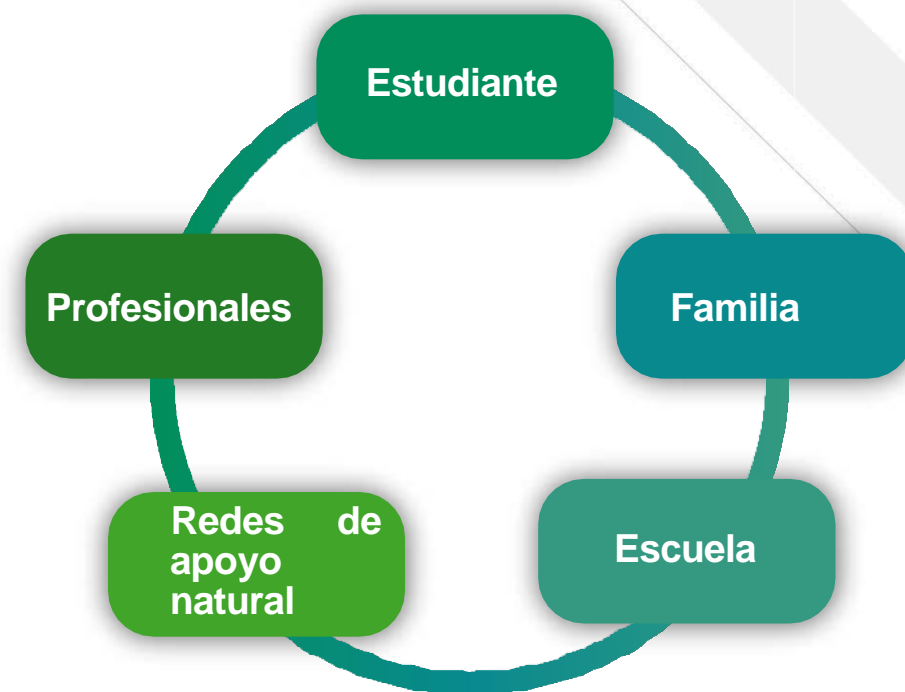 Estudiante
Profesionales
Familia
Redes de
apoyo
natural
Escuela